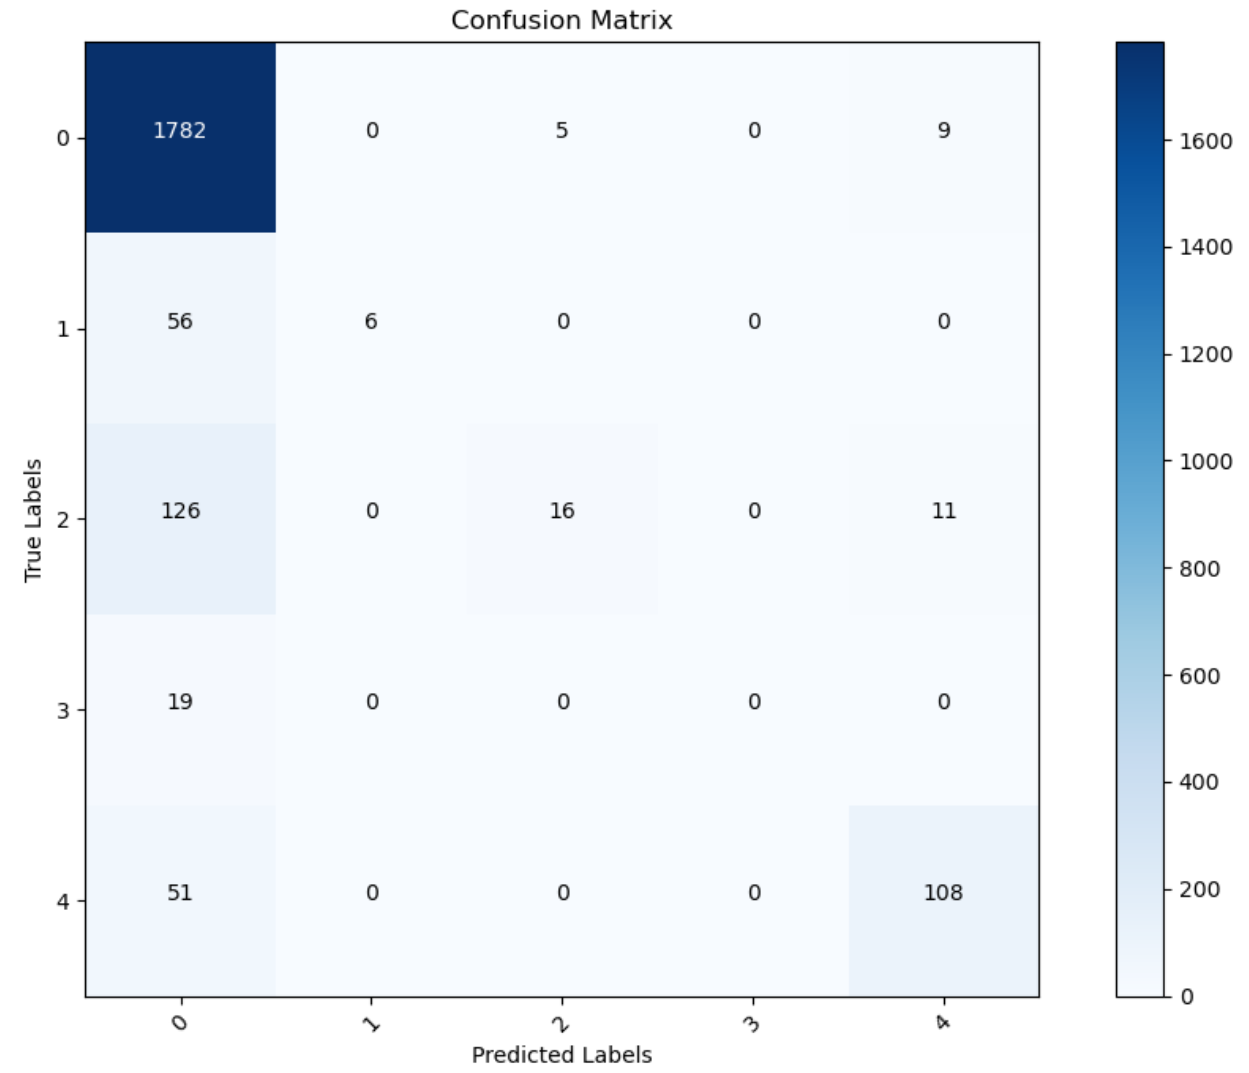 Confusion Matrix
0 1782 0 5 0 9
1 56 6 0 0 0
2 126 0 16 0 11
3 19 0 0 0 0
4 51 0 0 0 108
0 1 2 3 4
Predicted Labels
True Labels
1600
1400
1200
1000
800
600
400
200
0